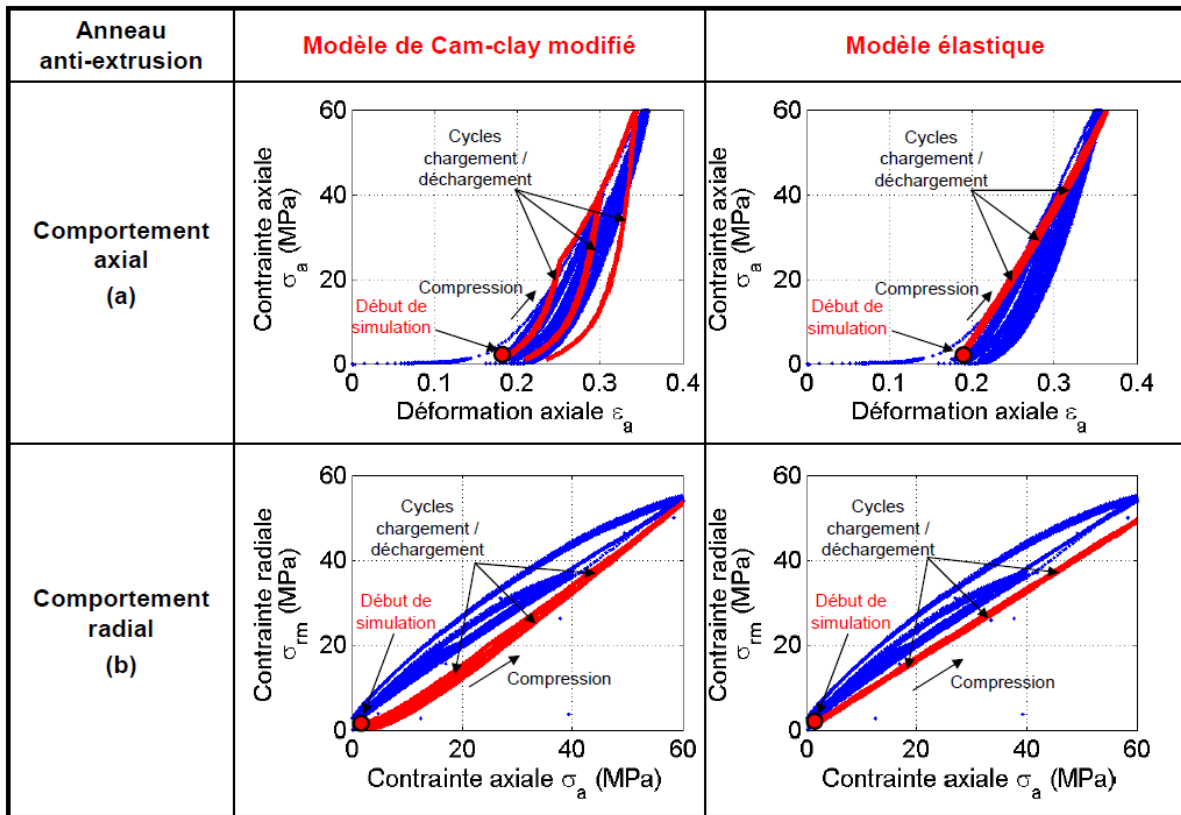 Anneau
anti-extrusion
Modèle de Cam-clay modifié
Modèle élastique
Comportement
axial
(a)
60
40
20
0
0
0.1
0.2
0.3
0.4
Contrainte axiale
σa (MPa)
Déformation axiale εa
Cycles
chargement /
déchargement
Compression
Début de
simulation
60
40
20
0
0
0.1
0.2
0.3
0.4
Contrainte axiale
σa (MPa)
Déformation axiale εa
Cycles
chargement /
déchargement
Compression
Début de
simulation
Comportement
radial
(b)
60
40
20
0
0
20
40
60
Contrainte radiale
σrm (MPa)
Contrainte axiale σa (MPa)
Cycles
chargement /
déchargement
Début de
simulation
Compression
60
40
20
0
0
20
40
60
Contrainte radiale
σrm (MPa)
Contrainte axiale σa (MPa)
Cycles
chargement /
déchargement
Début de
simulation
Compression